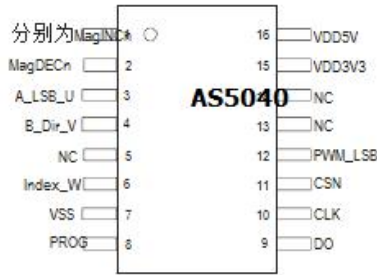 分别为MagINCn 1 16 VDD5V
MagDECn 2 15 VDD3V3
A_LSB_U 3 AS5040 NC
B_Dir_V 4 13 NC
NC 5 12 PWM_LSB
Index_W 6 11 CSN
VSS 7 10 CLK
PROG 8 9 DO